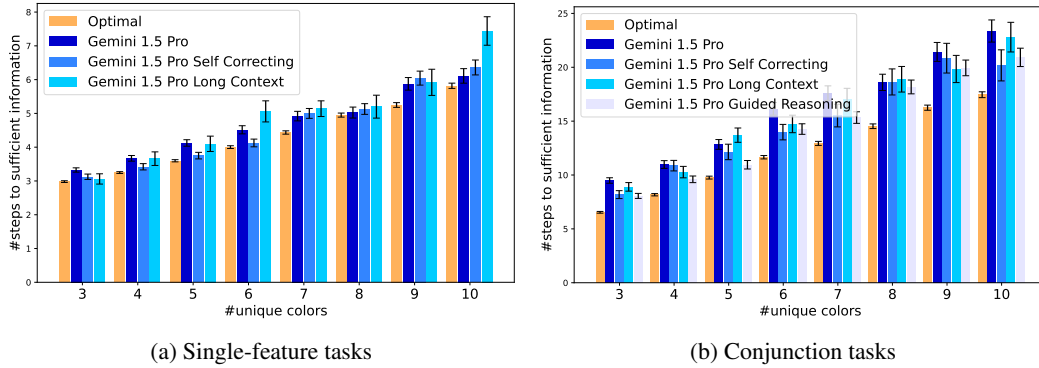 8
7
6
5
4
3
2
1
0
#steps to sufficient information
Optimal
Gemini 1.5 Pro
Gemini 1.5 Pro Self Correcting
Gemini 1.5 Pro Long Context
3 4 5 6 7 8 9 10
#unique colors
(a) Single-feature tasks
25
20
15
10
5
0
#steps to sufficient information
Optimal
Gemini 1.5 Pro
Gemini 1.5 Pro Self Correcting
Gemini 1.5 Pro Long Context
Gemini 1.5 Pro Guided Reasoning
3 4 5 6 7 8 9 10
#unique colors
(b) Conjunction tasks